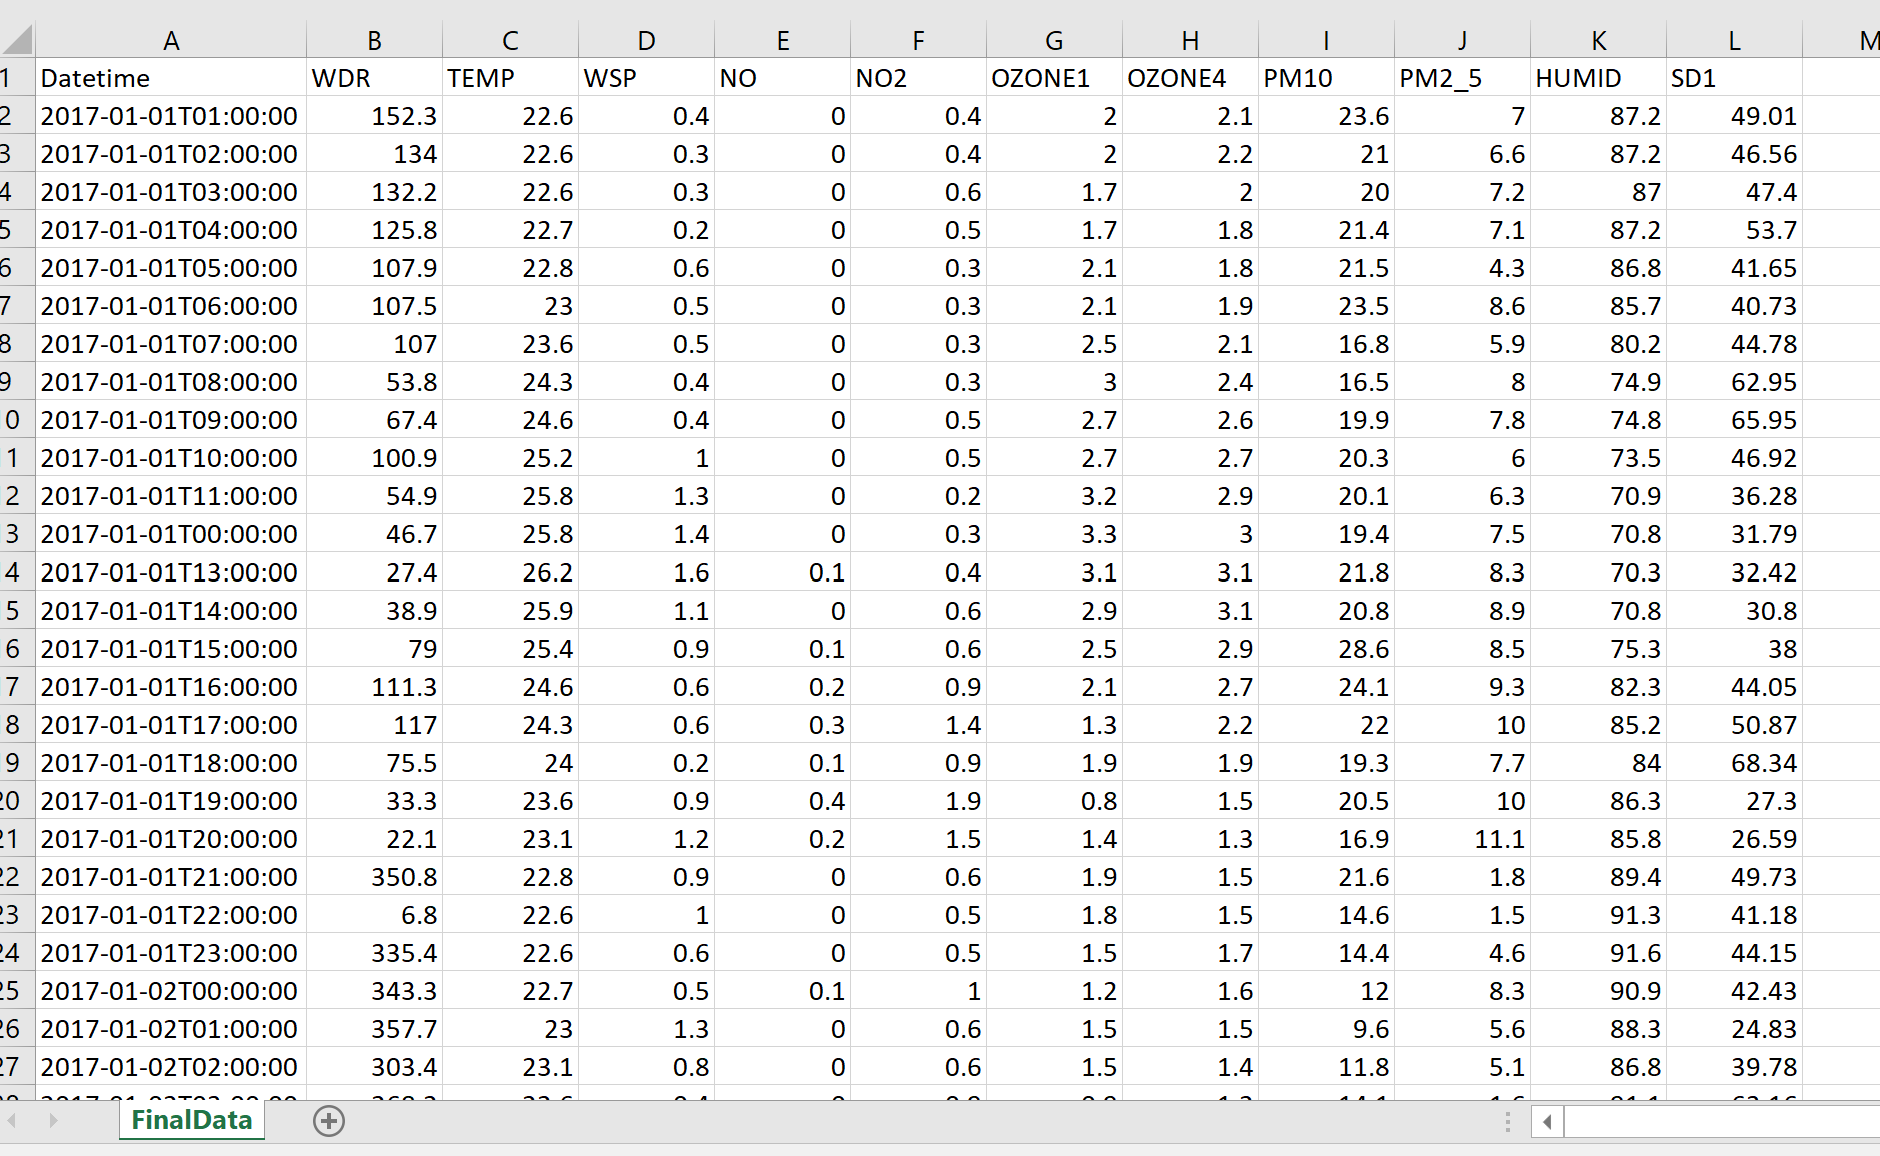 A B C D E F G H I J K L M
1 Datetime WDR TEMP WSP NO NO2 OZONE1 OZONE4 PM10 PM2_5 HUMID SD1
2 2017-01-01T01:00:00 152.3 22.6 0.4 0 0.4 2 2.1 23.6 7 87.2 49.01
3 2017-01-01T02:00:00 134 22.6 0.3 0 0.4 2 2.2 21 6.6 87.2 46.56
4 2017-01-01T03:00:00 132.2 22.6 0.3 0 0.6 1.7 2 20 7.2 87 47.4
5 2017-01-01T04:00:00 125.8 22.7 0.2 0 0.5 1.7 1.8 21.4 7.1 87.2 53.7
6 2017-01-01T05:00:00 107.9 22.8 0.6 0 0.3 2.1 1.8 21.5 4.3 86.8 41.65
7 2017-01-01T06:00:00 107.5 23 0.5 0 0.3 2.1 1.9 23.5 8.6 85.7 40.73
8 2017-01-01T07:00:00 107 23.6 0.5 0 0.3 2.5 2.1 16.8 5.9 80.2 44.78
9 2017-01-01T08:00:00 53.8 24.3 0.4 0 0.3 3 2.4 16.5 8 74.9 62.95
10 2017-01-01T09:00:00 67.4 24.6 0.4 0 0.5 2.7 2.6 19.9 7.8 74.8 65.95
11 2017-01-01T10:00:00 100.9 25.2 1 0 0.5 2.7 2.7 20.3 6 73.5 46.92
12 2017-01-01T11:00:00 54.9 25.8 1.3 0 0.2 3.2 2.9 20.1 6.3 70.9 36.28
13 2017-01-01T00:00:00 46.7 25.8 1.4 0 0.3 3.3 3 19.4 7.5 70.8 31.79
14 2017-01-01T13:00:00 27.4 26.2 1.6 0.1 0.4 3.1 3.1 21.8 8.3 70.3 32.42
15 2017-01-01T14:00:00 38.9 25.9 1.1 0 0.6 2.9 3.1 20.8 8.9 70.8 30.8
16 2017-01-01T15:00:00 79 25.4 0.9 0.1 0.6 2.5 2.9 28.6 8.5 75.3 38
17 2017-01-01T16:00:00 111.3 24.6 0.6 0.2 0.9 2.1 2.7 24.1 9.3 82.3 44.05
18 2017-01-01T17:00:00 117 24.3 0.6 0.3 1.4 1.3 2.2 22 10 85.2 50.87
19 2017-01-01T18:00:00 75.5 24 0.2 0.1 0.9 1.9 1.9 19.3 7.7 84 68.34
20 2017-01-01T19:00:00 33.3 23.6 0.9 0.4 1.9 0.8 1.5 20.5 10 86.3 27.3
21 2017-01-01T20:00:00 22.1 23.1 1.2 0.2 1.5 1.4 1.3 16.9 11.1 85.8 26.59
22 2017-01-01T21:00:00 350.8 22.8 0.9 0 0.6 1.9 1.5 21.6 1.8 89.4 49.73
23 2017-01-01T22:00:00 6.8 22.6 1 0 0.5 1.8 1.5 14.6 1.5 91.3 41.18
24 2017-01-01T23:00:00 335.4 22.6 0.6 0 0.5 1.5 1.7 14.4 4.6 91.6 44.15
25 2017-01-02T00:00:00 343.3 22.7 0.5 0.1 1 1.2 1.6 12 8.3 90.9 42.43
26 2017-01-02T01:00:00 357.7 23 1.3 0 0.6 1.5 1.5 9.6 5.6 88.3 24.83
27 2017-01-02T02:00:00 303.4 23.1 0.8 0 0.6 1.5 1.4 11.8 5.1 86.8 39.78
FinalData